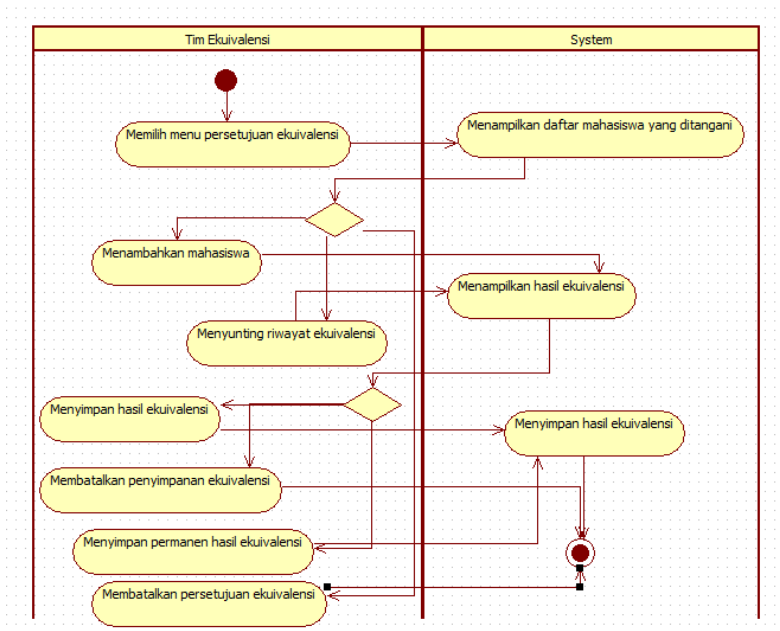 Tim Ekuivalensi
System
Memilih menu persetujuan ekuivalensi
Menampilkan daftar mahasiswa yang ditangani
Menambahkan mahasiswa
Menampilkan hasil ekuivalensi
Menyunting riwayat ekuivalensi
Menyimpan hasil ekuivalensi
Menyimpan hasil ekuivalensi
Membatalkan penyimpanan ekuivalensi
Menyimpan permanen hasil ekuivalensi
Membatalkan persetujuan ekuivalensi